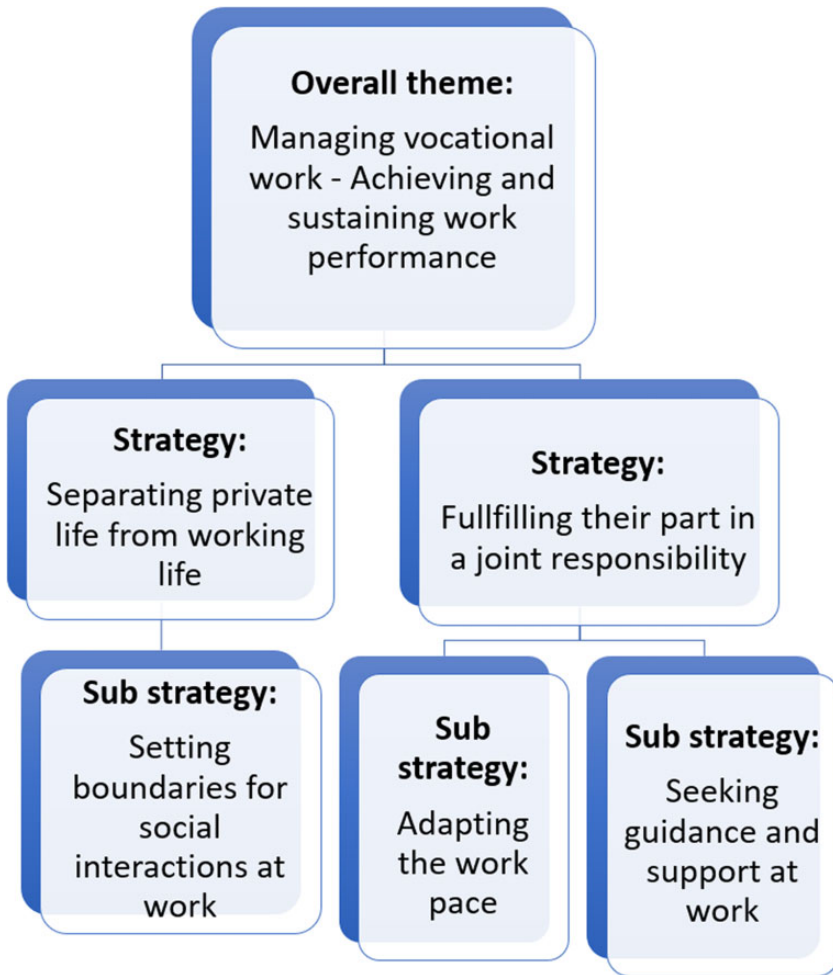 Overall theme:
Managing vocational
work - Achieving and
sustaining work
performance
Strategy:
Separating private
life from working
life
Strategy:
Fullfilling their part in
a joint responsibility
Sub strategy:
Setting
boundaries for
social
interactions at
work
Sub
strategy:
Adapting
the work
pace
Sub strategy:
Seeking
guidance and
support at
work